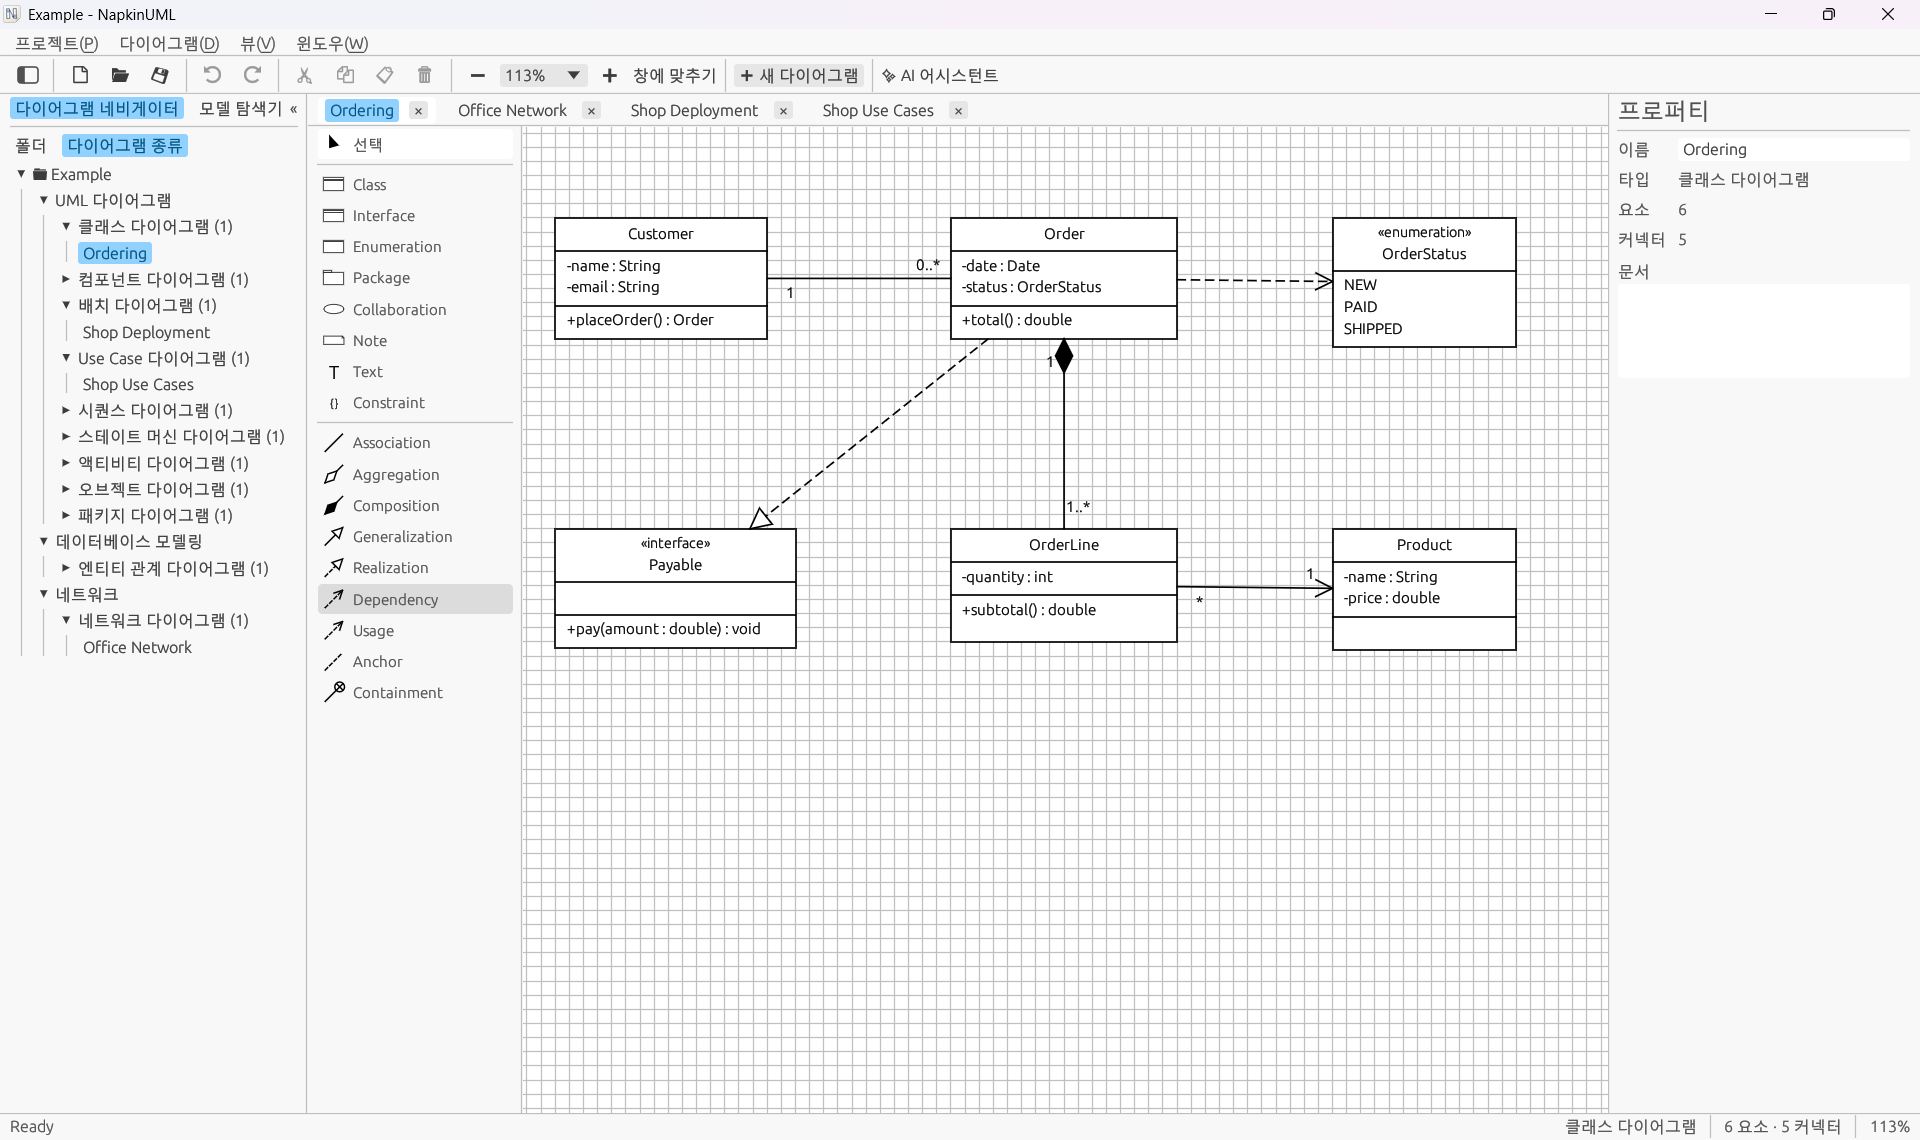 Example - NapkinUML
프로젝트(P) 다이어그램(D) 뷰(V) 윈도우(W)
113% 창에 맞추기 + 새 다이어그램 AI 어시스턴트
다이어그램 네비게이터 모델 탐색기 «
폴더 다이어그램 종류
Example
UML 다이어그램
클래스 다이어그램 (1)
Ordering
컴포넌트 다이어그램 (1)
배치 다이어그램 (1)
Shop Deployment
Use Case 다이어그램 (1)
Shop Use Cases
시퀀스 다이어그램 (1)
스테이트 머신 다이어그램 (1)
액티비티 다이어그램 (1)
오브젝트 다이어그램 (1)
패키지 다이어그램 (1)
데이터베이스 모델링
엔티티 관계 다이어그램 (1)
네트워크
네트워크 다이어그램 (1)
Office Network
Ordering × Office Network × Shop Deployment × Shop Use Cases ×
선택
Class
Interface
Enumeration
Package
Collaboration
Note
T Text
{} Constraint
Association
Aggregation
Composition
Generalization
Realization
Dependency
Usage
Anchor
Containment
Customer
-name : String
-email : String
+placeOrder() : Order
0..*
1
Order
-date : Date
-status : OrderStatus
+total() : double
«enumeration»
OrderStatus
NEW
PAID
SHIPPED
1
1..*
«interface»
Payable
+pay(amount : double) : void
OrderLine
-quantity : int
+subtotal() : double
1
*
Product
-name : String
-price : double
프로퍼티
이름 Ordering
타입 클래스 다이어그램
요소 6
커넥터 5
문서
Ready
클래스 다이어그램 6 요소 · 5 커넥터 113%